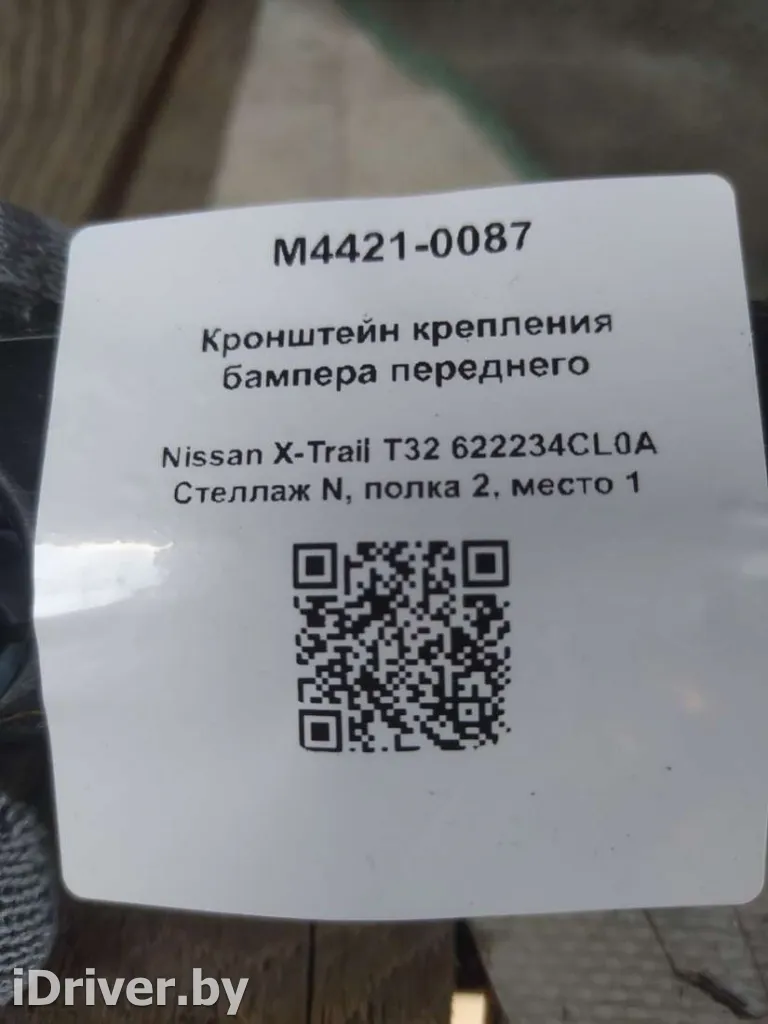 M4421-0087
Кронштейн крепления
бампера переднего
Nissan X-Trail T32 622234CL0A
Стеллаж N, полка 2, место 1
iDriver.by